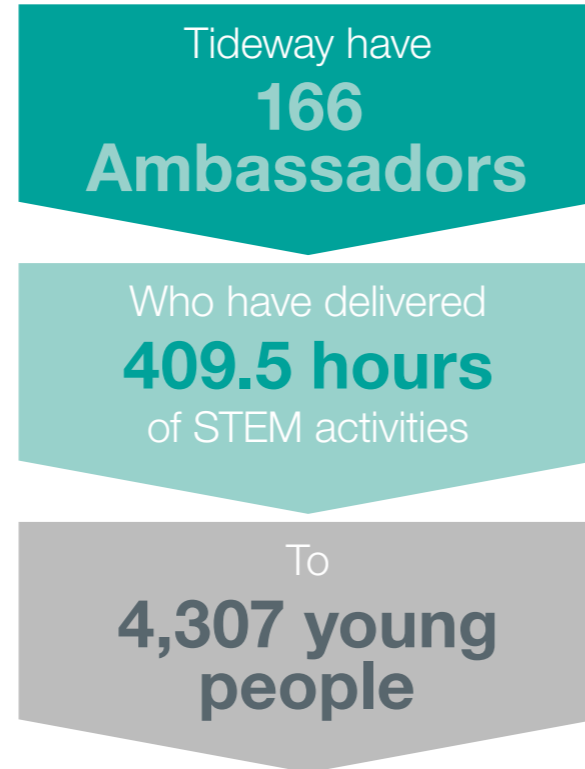 Tideway have
166
Ambassadors
Who have delivered
409.5 hours
of STEM activities
To
4,307 young
people